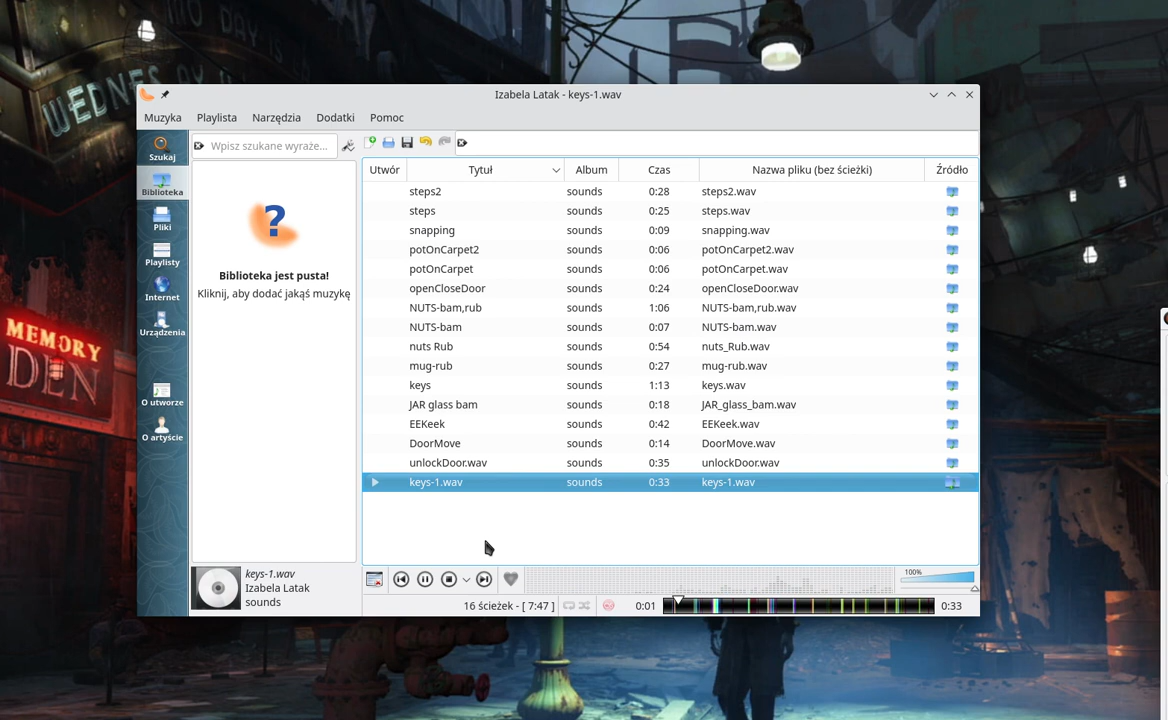 WEDNES AY
MEMORY
DEN
Izabela Latak - keys-1.wav
Muzyka Playlista Narzędzia Dodatki Pomoc
Szukaj
Biblioteka
Pliki
Playlisty
Internet
Urządzenia
O utworze
O artyście
Wpisz szukane wyraże...
Biblioteka jest pusta!
Kliknij, aby dodać jakąś muzykę
Utwór Tytuł Album Czas Nazwa pliku (bez ścieżki) Źródło
steps2 sounds 0:28 steps2.wav
steps sounds 0:25 steps.wav
snapping sounds 0:09 snapping.wav
potOnCarpet2 sounds 0:06 potOnCarpet2.wav
potOnCarpet sounds 0:06 potOnCarpet.wav
openCloseDoor sounds 0:24 openCloseDoor.wav
NUTS-bam,rub sounds 1:06 NUTS-bam,rub.wav
NUTS-bam sounds 0:07 NUTS-bam.wav
nuts Rub sounds 0:54 nuts_Rub.wav
mug-rub sounds 0:27 mug-rub.wav
keys sounds 1:13 keys.wav
JAR glass bam sounds 0:18 JAR_glass_bam.wav
EEKeek sounds 0:42 EEKeek.wav
DoorMove sounds 0:14 DoorMove.wav
unlockDoor.wav sounds 0:35 unlockDoor.wav
keys-1.wav sounds 0:33 keys-1.wav
keys-1.wav
Izabela Latak
sounds
100%
16 ścieżek - [ 7:47 ] 0:01 0:33